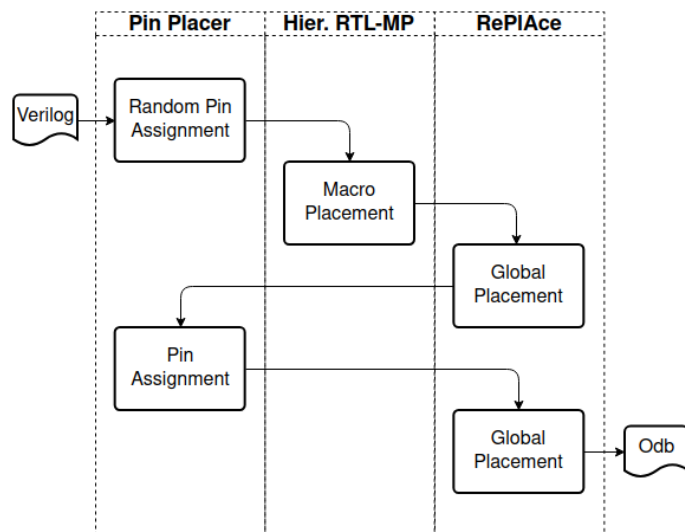 Pin Placer
Hier. RTL-MP
RePlAce
Verilog
Random Pin
Assignment
Macro
Placement
Global
Placement
Pin
Assignment
Global
Placement
Odb